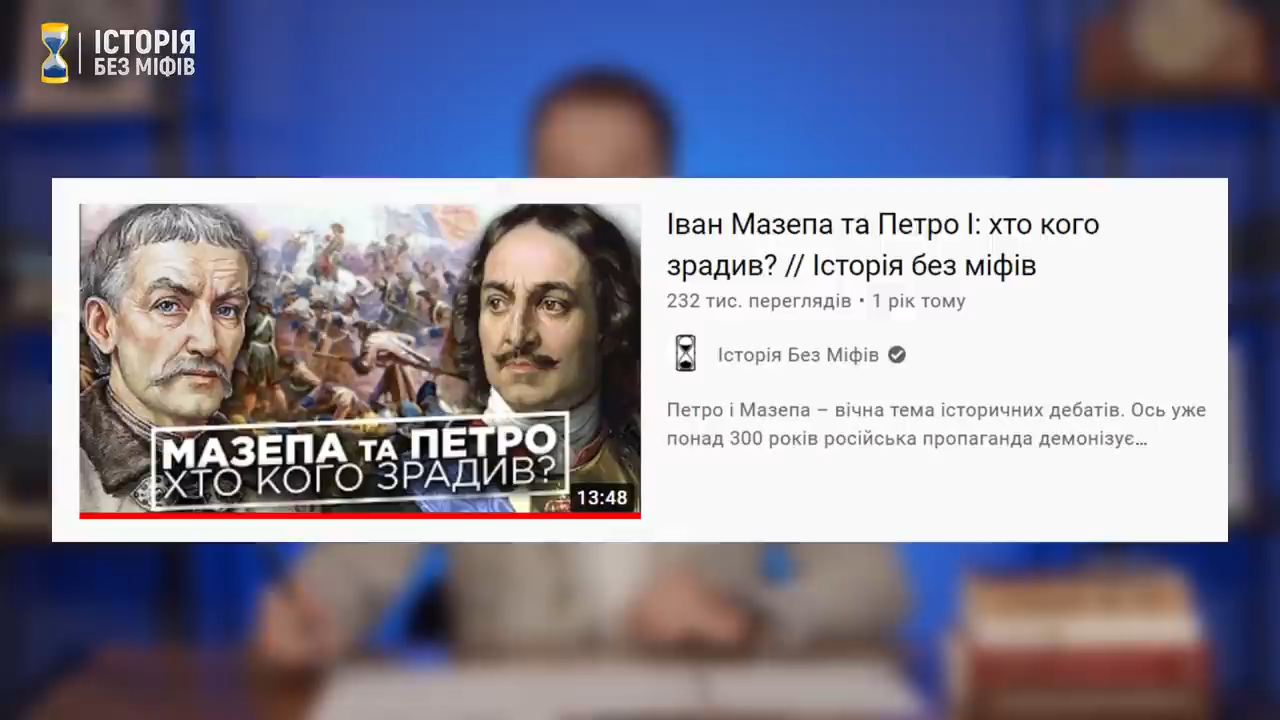 ІСТОРІЯ
БЕЗ МІФІВ
МАЗЕПА ТА ПЕТРО
ХТО КОГО ЗРАДИВ?
13:48
Іван Мазепа та Петро І: хто кого
зрадив? // Історія без міфів
232 тис. переглядів • 1 рік тому
Історія Без Міфів
Петро і Мазепа – вічна тема історичних дебатів. Ось уже
понад 300 років російська пропаганда демонізує...